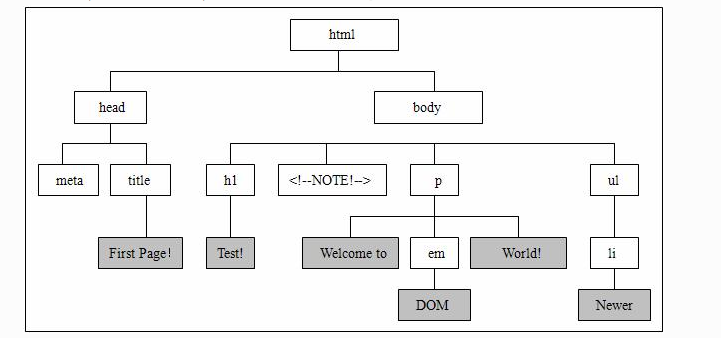 html
head
body
meta
title
h1
<!--NOTE!-->
p
ul
First Page!
Test!
Welcome to
em
World!
li
DOM
Newer